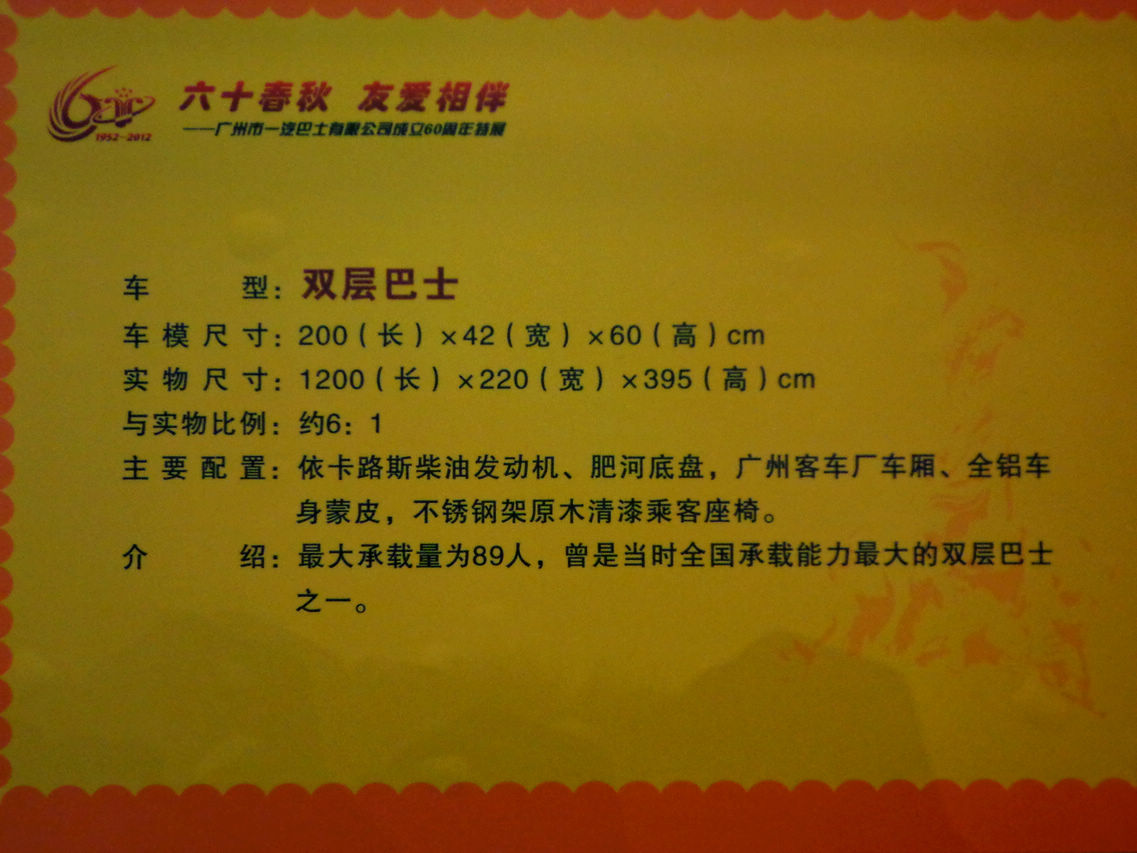 1952-2012
六十春秋 友爱相伴
——广州市一汽巴士有限公司成立60周年特展
车型：双层巴士
车模尺寸：200（长）×42（宽）×60（高）cm
实物尺寸：1200（长）×220（宽）×395（高）cm
与实物比例：约6：1
主要配置：依卡路斯柴油发动机、肥河底盘，广州客车厂车厢、全铝车
身蒙皮，不锈钢架原木清漆乘客座椅。
介绍：最大承载量为89人，曾是当时全国承载能力最大的双层巴士
之一。